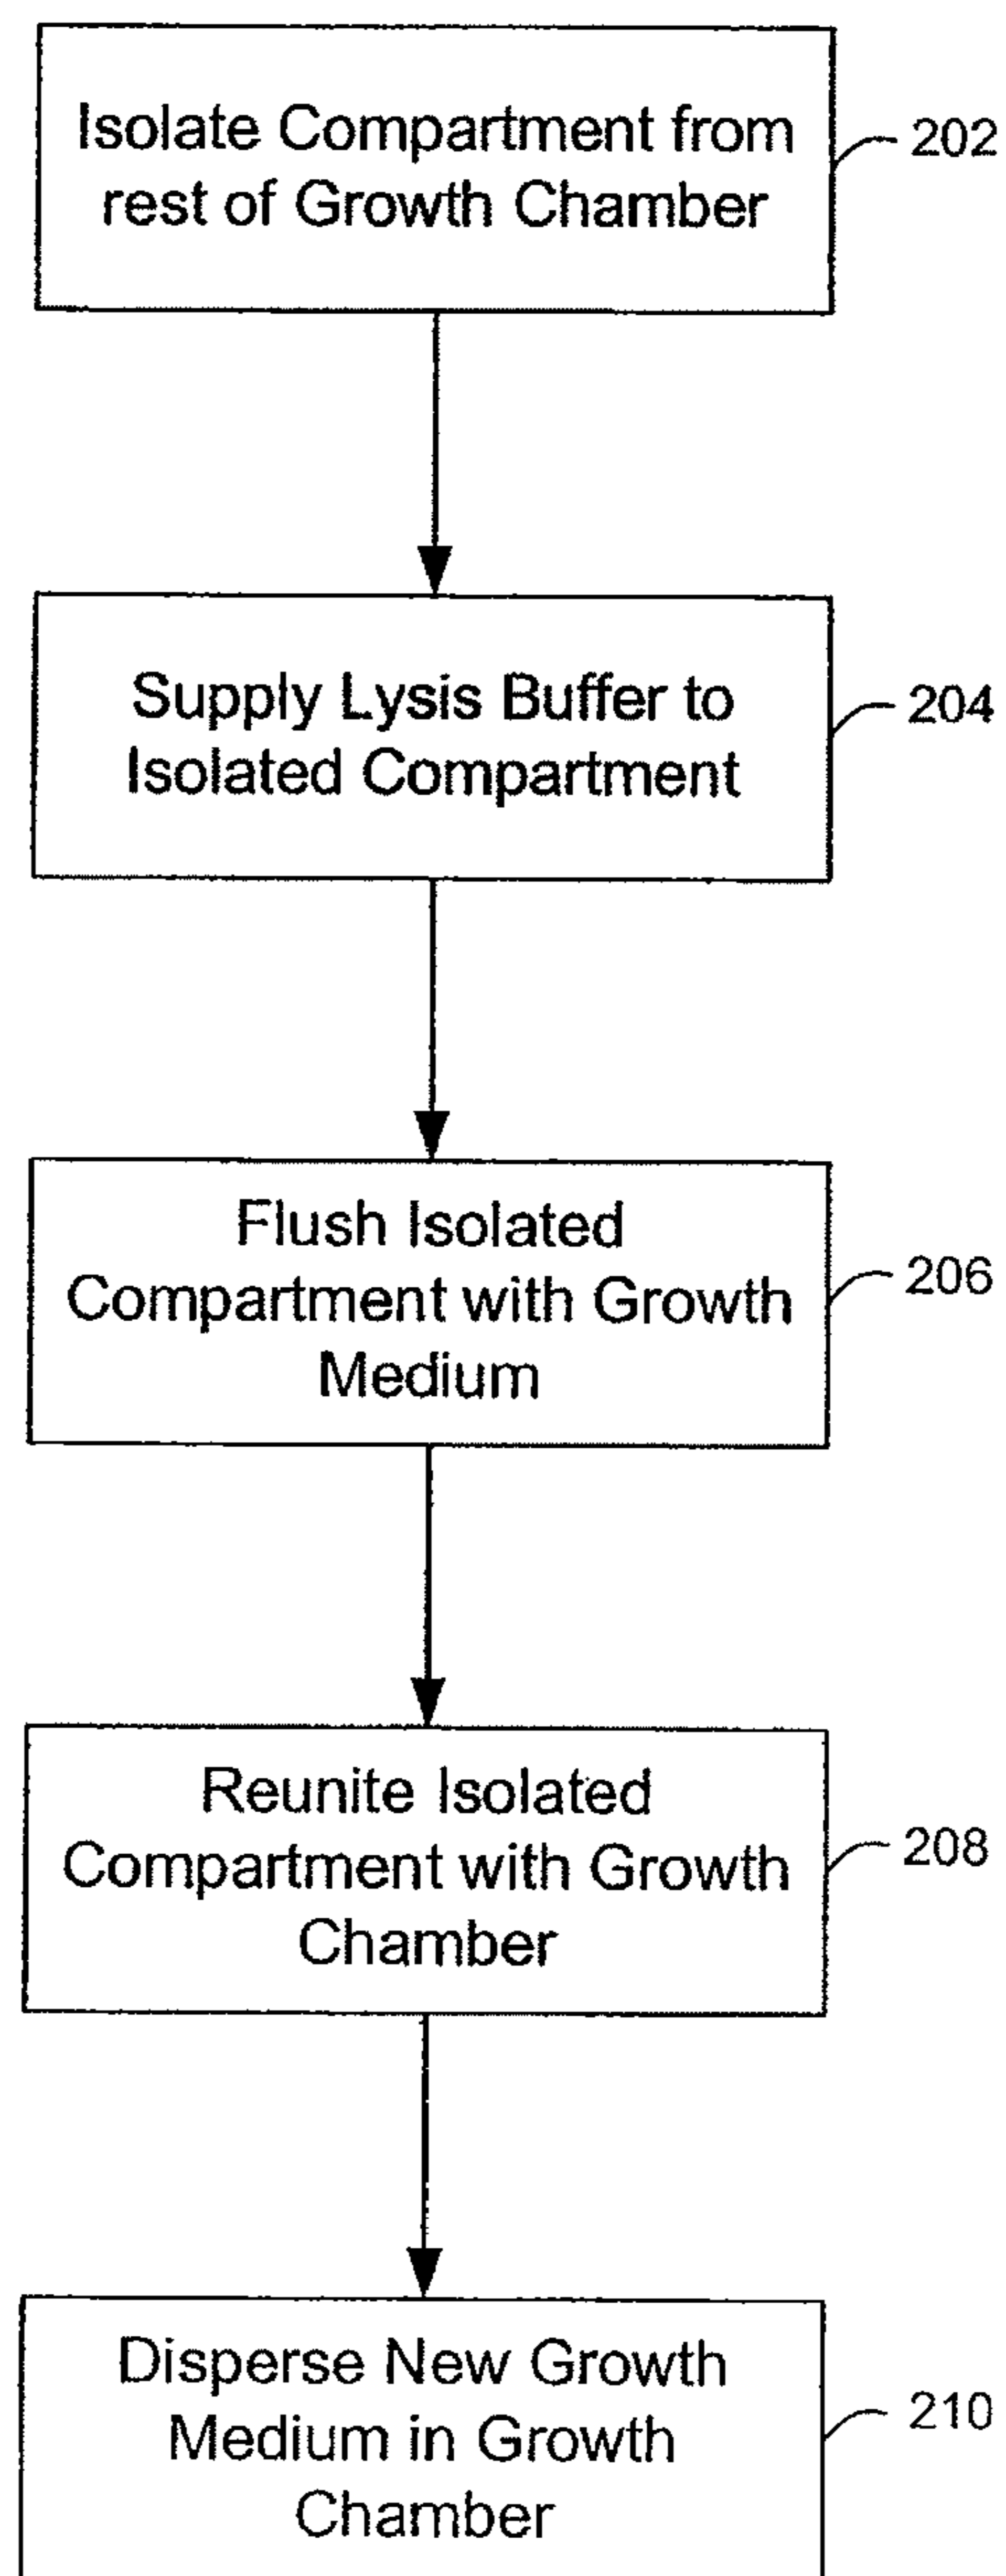 Isolate Compartment from
rest of Growth Chamber
202
Supply Lysis Buffer to
Isolated Compartment
204
Flush Isolated
Compartment with Growth
Medium
206
Reunite Isolated
Compartment with Growth
Chamber
208
Disperse New Growth
Medium in Growth
Chamber
210